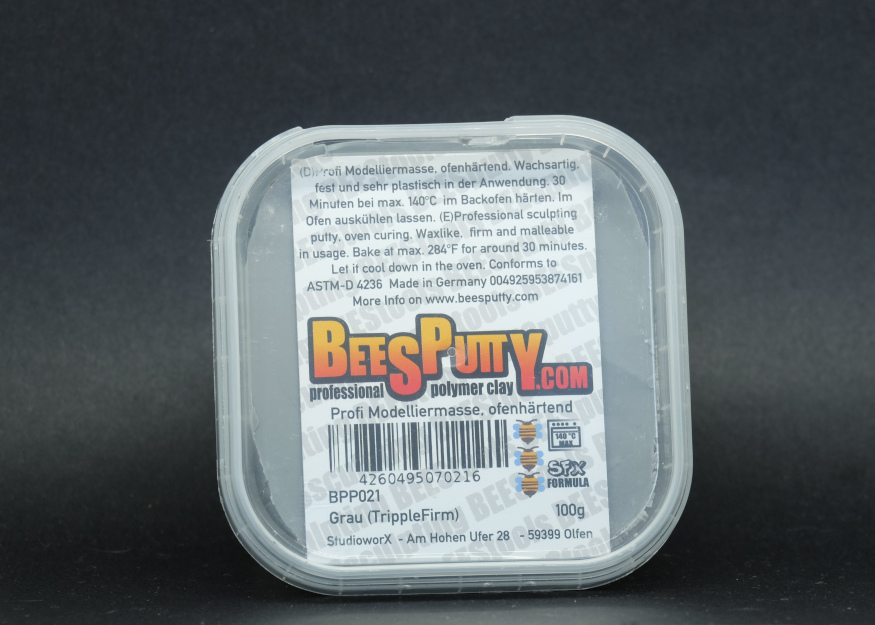 (D)Profi Modelliermasse, ofenhärtend. Wachsartig,
fest und sehr plastisch in der Anwendung. 30
Minuten bei max. 140°C im Backofen härten. Im
Ofen auskühlen lassen. (E)Professional sculpting
putty, oven curing. Waxlike, firm and malleable
in usage. Bake at max. 284°F for around 30 minutes.
Let it cool down in the oven. Conforms to
ASTM-D 4236 Made in Germany 004925953874161
More Info on www.beesputty.com
BEESPUTTY.COM
professional polymer clay
Profi Modelliermasse, ofenhärtend
140 °C
MAX
4260495070216
SFX
FORMULA
BPP021
Grau (TrippleFirm) 100g
StudioworX - Am Hohen Ufer 28 - 59399 Olfen